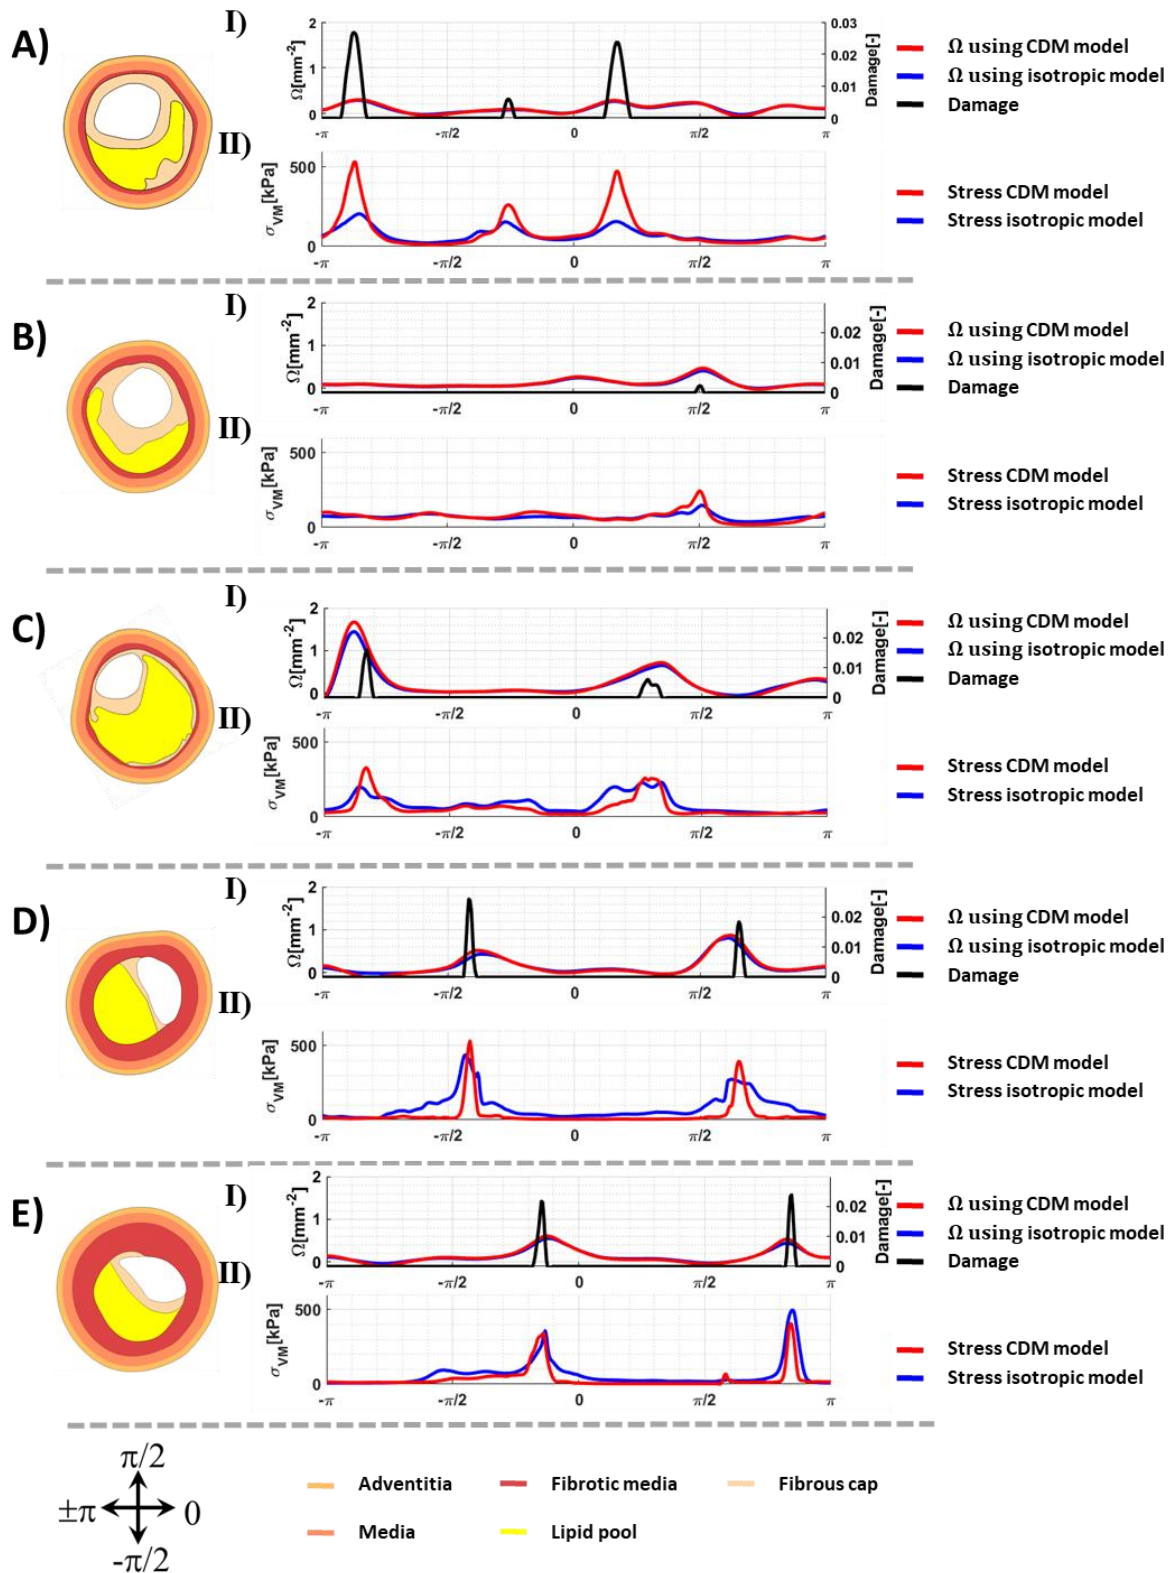 A)
I)
2
1
0
Ω[mm⁻²]
0.03
0.02
0.01
0
Damage[-]
-π -π/2 0 π/2 π
Ω using CDM model
Ω using isotropic model
Damage
II)
500
0
σVM[kPa]
-π -π/2 0 π/2 π
Stress CDM model
Stress isotropic model
B)
I)
2
1
0
Ω[mm⁻²]
0.02
0.01
0
Damage[-]
-π -π/2 0 π/2 π
Ω using CDM model
Ω using isotropic model
Damage
II)
500
0
σVM[kPa]
-π -π/2 0 π/2 π
Stress CDM model
Stress isotropic model
C)
I)
2
1
0
Ω[mm⁻²]
0.02
0.01
0
Damage[-]
-π -π/2 0 π/2 π
Ω using CDM model
Ω using isotropic model
Damage
II)
500
0
σVM[kPa]
-π -π/2 0 π/2 π
Stress CDM model
Stress isotropic model
D)
I)
2
1
0
Ω[mm⁻²]
0.02
0.01
0
Damage[-]
-π -π/2 0 π/2 π
Ω using CDM model
Ω using isotropic model
Damage
II)
500
0
σVM[kPa]
-π -π/2 0 π/2 π
Stress CDM model
Stress isotropic model
E)
I)
2
1
0
Ω[mm⁻²]
0.02
0.01
0
Damage[-]
-π -π/2 0 π/2 π
Ω using CDM model
Ω using isotropic model
Damage
II)
500
0
σVM[kPa]
-π -π/2 0 π/2 π
Stress CDM model
Stress isotropic model
π/2
±π 0
-π/2
Adventitia Fibrotic media Fibrous cap
Media Lipid pool